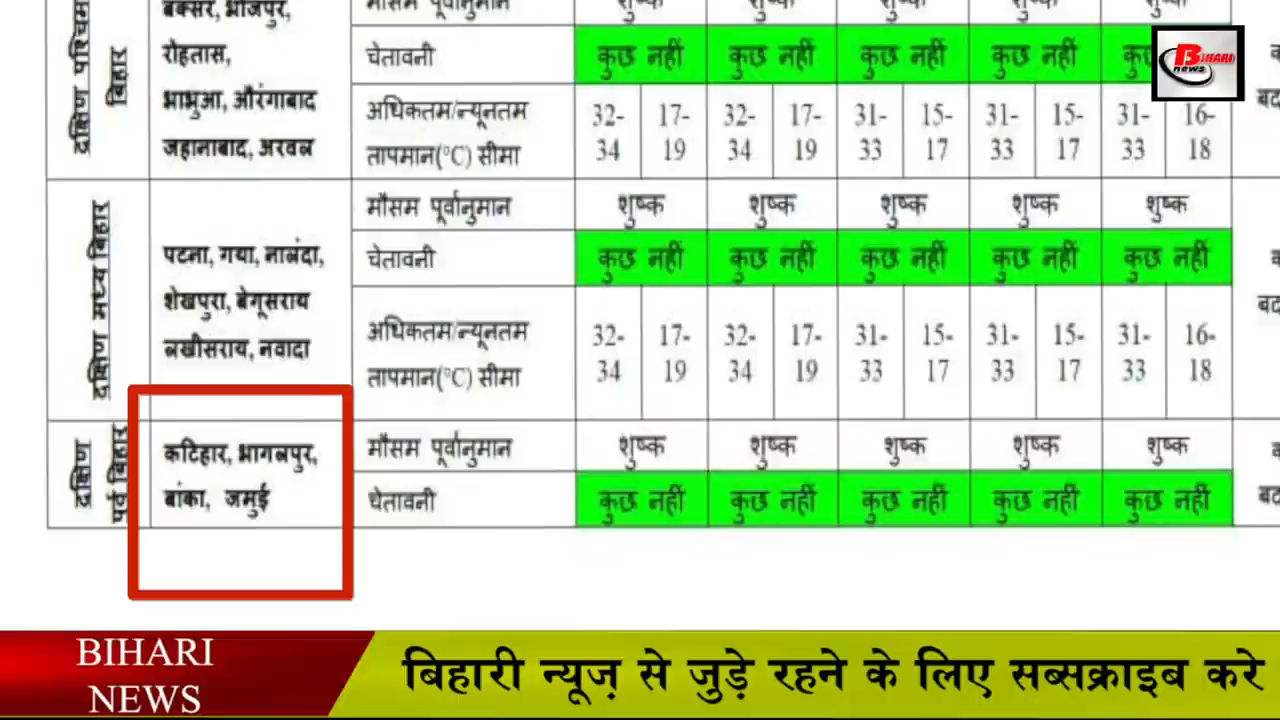 दक्षिण पश्चिम
बिहार
बक्सर, भोजपुर,
रोहतास,
भाभुआ, औरंगाबाद
जहानाबाद, अरवल
मौसम पूर्वानुमान शुष्क शुष्क शुष्क शुष्क शुष्क
चेतावनी कुछ नहीं कुछ नहीं कुछ नहीं कुछ नहीं
अधिकतम/न्यूनतम
तापमान(°C) सीमा
32- 17- 32- 17- 31- 15- 31- 15- 31- 16-
34 19 34 19 33 17 33 17 33 18
दक्षिण मध्य बिहार
पटना, गया, नालंदा,
शेखपुरा, बेगूसराय
लखीसराय, नवादा
मौसम पूर्वानुमान शुष्क शुष्क शुष्क शुष्क शुष्क
चेतावनी कुछ नहीं कुछ नहीं कुछ नहीं कुछ नहीं कुछ नहीं
अधिकतम/न्यूनतम
तापमान(°C) सीमा
32- 17- 32- 17- 31- 15- 31- 15- 31- 16-
34 19 34 19 33 17 33 17 33 18
दक्षिण
पूर्व बिहार
कटिहार, भागलपुर,
बांका, जमुई
मौसम पूर्वानुमान शुष्क शुष्क शुष्क शुष्क शुष्क
चेतावनी कुछ नहीं कुछ नहीं कुछ नहीं कुछ नहीं कुछ नहीं
BIHARI
news
BIHARI
NEWS
बिहारी न्यूज़ से जुड़े रहने के लिए सब्सक्राइब करे